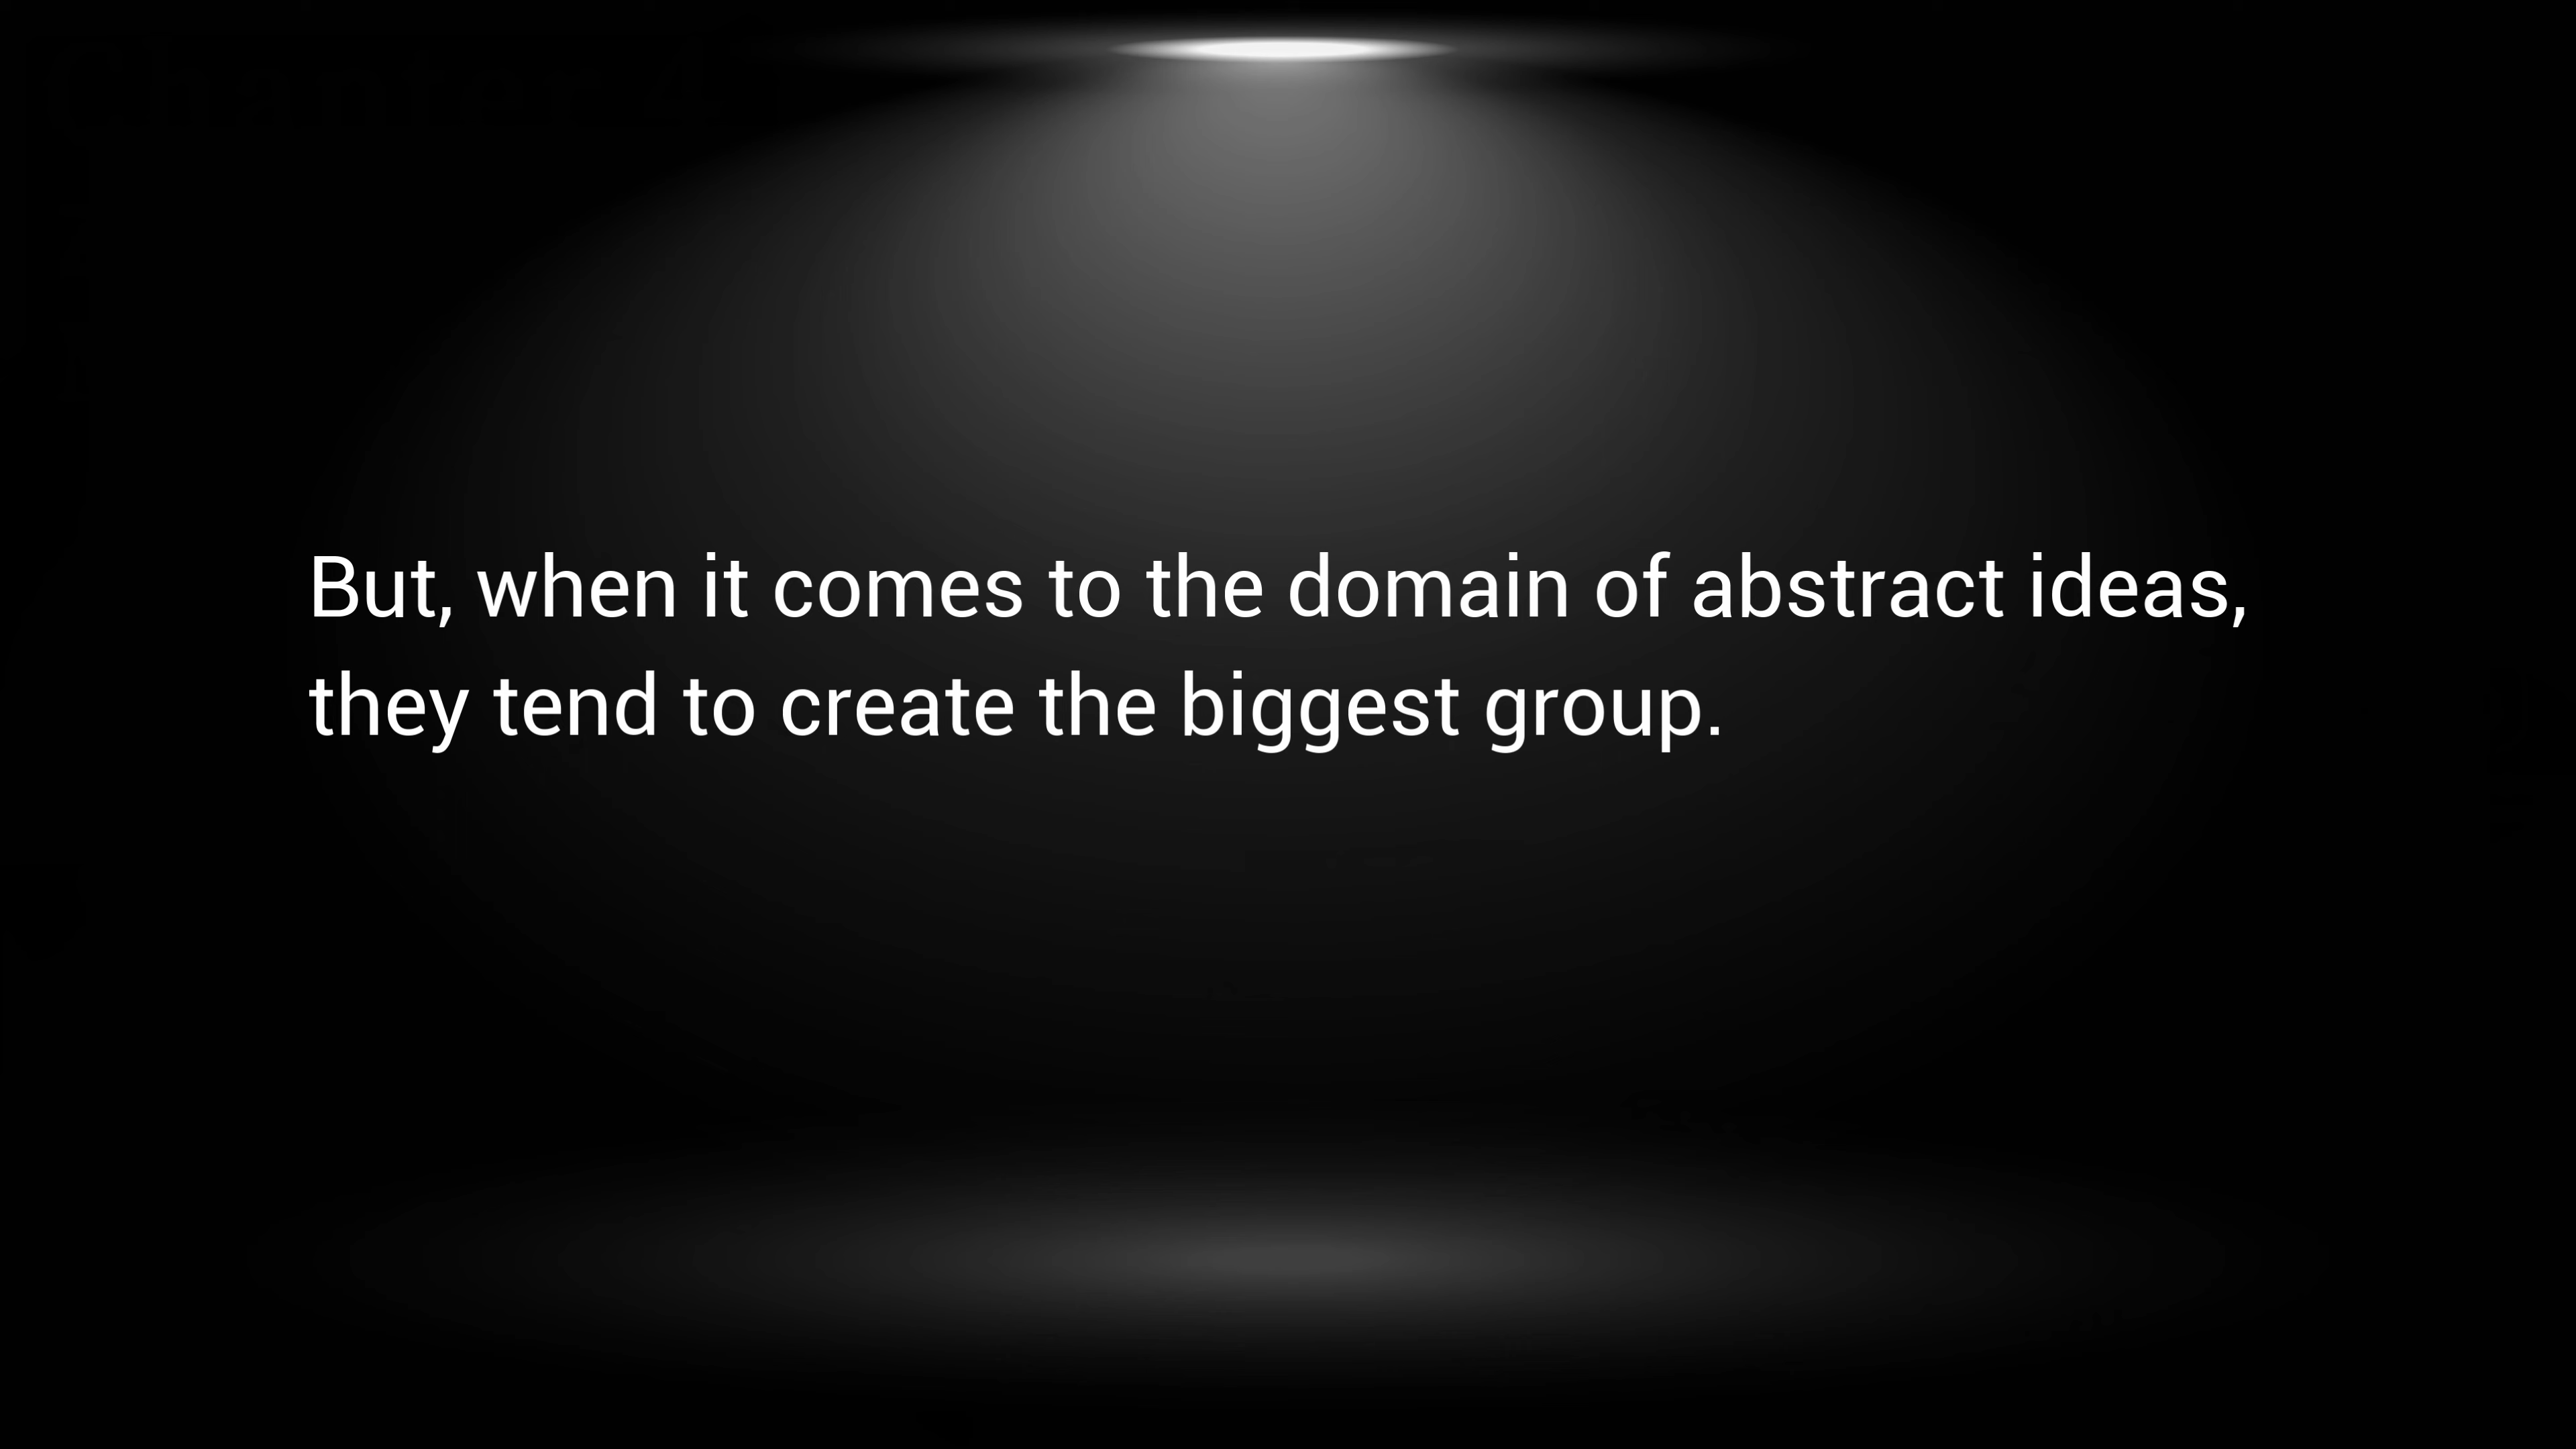 But, when it comes to the domain of abstract ideas,
they tend to create the biggest group.